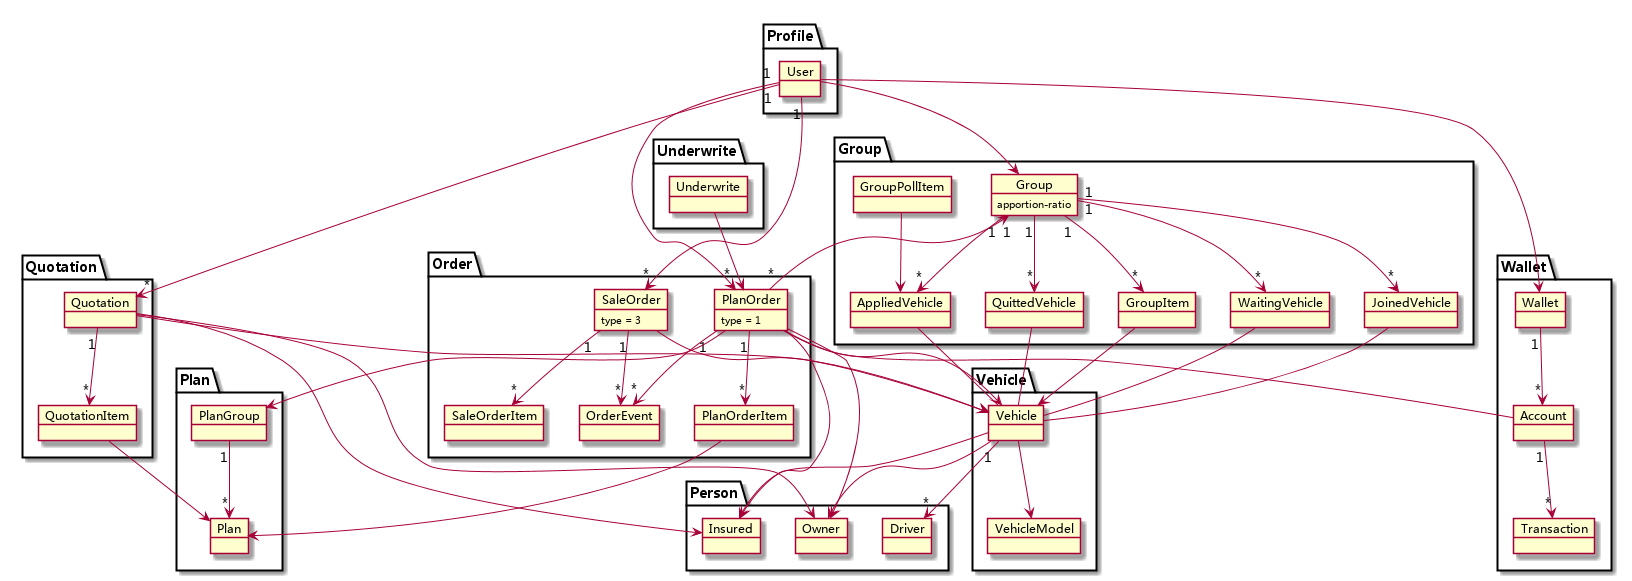 Profile
User
1
1
1
Underwrite
Underwrite
Group
GroupPollItem
Group
apportion-ratio
1
1
1
1
1
1
*
*
*
*
*
AppliedVehicle
QuittedVehicle
GroupItem
WaitingVehicle
JoinedVehicle
Quotation
*
Quotation
1
*
QuotationItem
Order
*
*
*
SaleOrder
type = 3
PlanOrder
type = 1
1
1
1
1
*
*
*
*
SaleOrderItem
OrderEvent
PlanOrderItem
Plan
PlanGroup
1
*
Plan
Person
Insured
Owner
Driver
*
Vehicle
Vehicle
1
VehicleModel
Wallet
Wallet
1
*
Account
1
*
Transaction